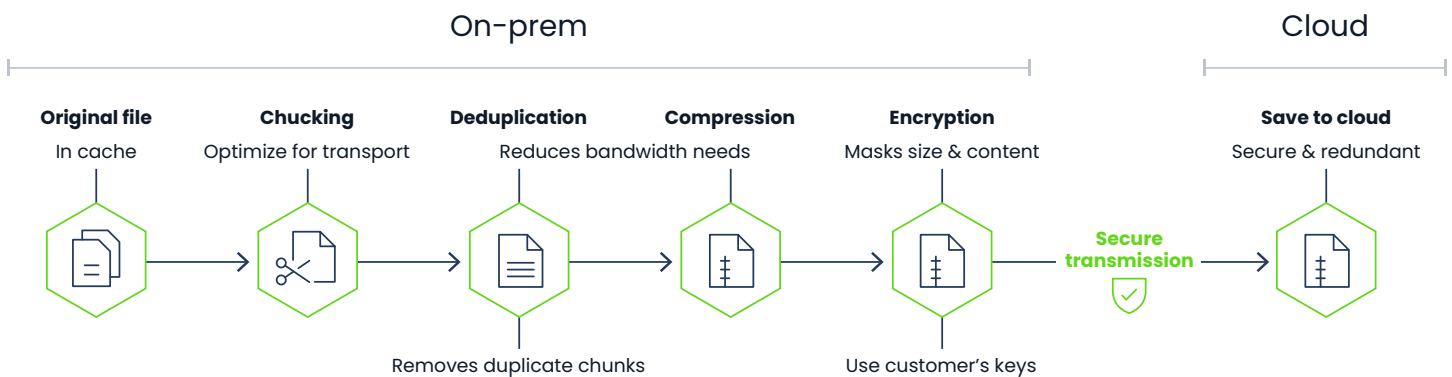 On-prem
Cloud
Original file
In cache
Chucking
Optimize for transport
Deduplication
Compression
Reduces bandwidth needs
Encryption
Masks size & content
Save to cloud
Secure & redundant
Secure
transmission
Removes duplicate chunks
Use customer’s keys